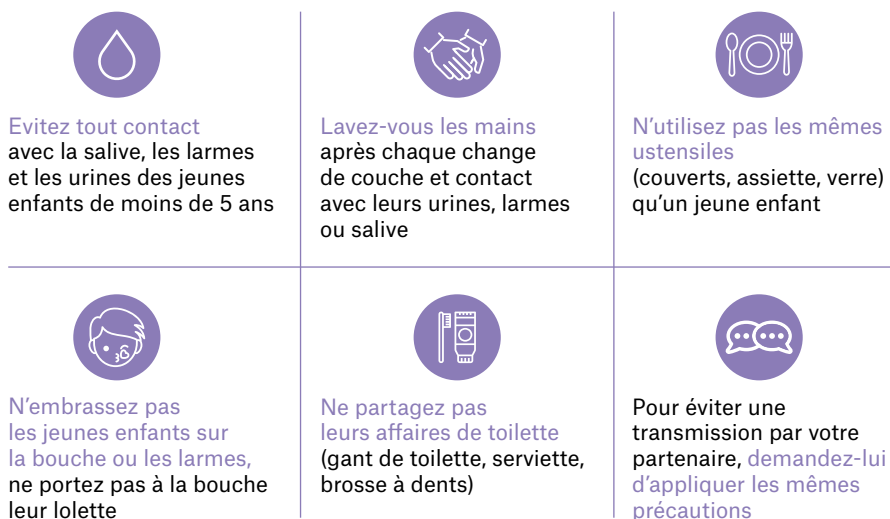 Evitez tout contact
avec la salive, les larmes
et les urines des jeunes
enfants de moins de 5 ans
Lavez-vous les mains
après chaque change
de couche et contact
avec leurs urines, larmes
ou salive
N'utilisez pas les mêmes
ustensiles
(couverts, assiette, verre)
qu'un jeune enfant
N'embrassez pas
les jeunes enfants sur
la bouche ou les larmes,
ne portez pas à la bouche
leur lolette
Ne partagez pas
leurs affaires de toilette
(gant de toilette, serviette,
brosse à dents)
Pour éviter une
transmission par votre
partenaire, demandez-lui
d'appliquer les mêmes
précautions